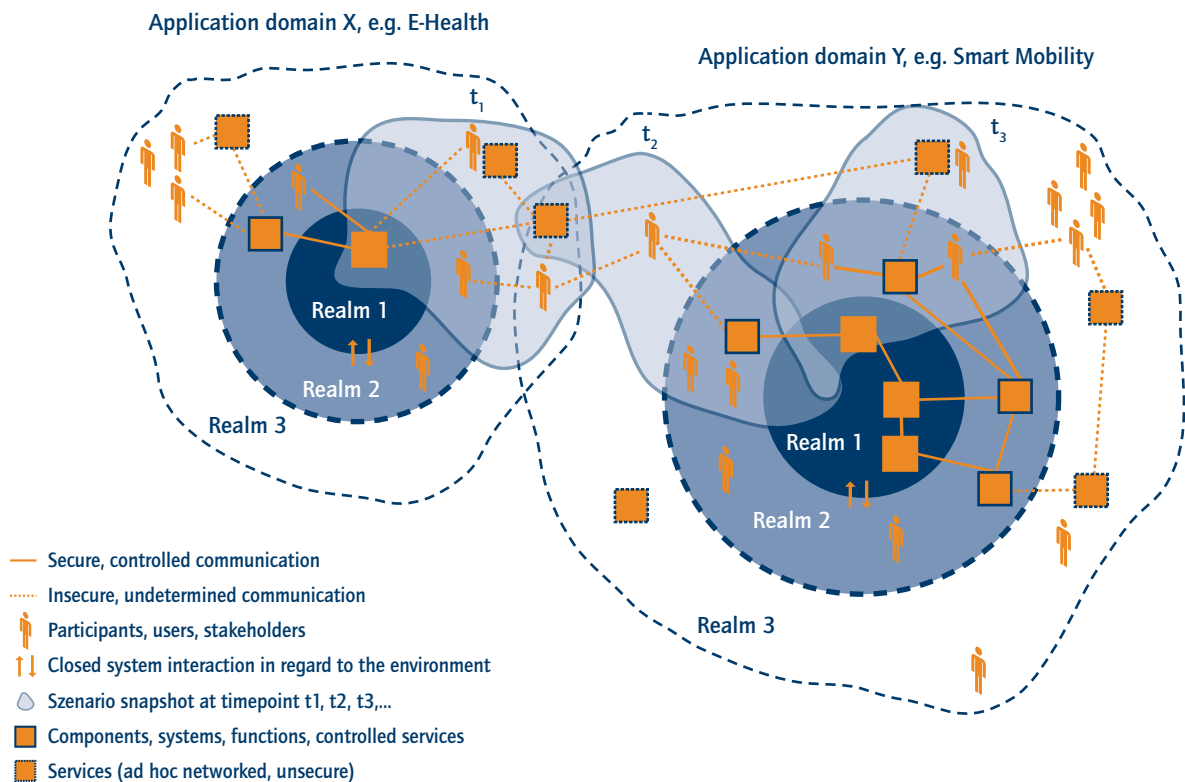 Application domain X, e.g. E-Health
Application domain Y, e.g. Smart Mobility
t1
t2
t3
Realm 1
Realm 2
Realm 3
Realm 1
Realm 2
Realm 3
Secure, controlled communication
Insecure, undetermined communication
Participants, users, stakeholders
Closed system interaction in regard to the environment
Szenario snapshot at timepoint t1, t2, t3,...
Components, systems, functions, controlled services
Services (ad hoc networked, unsecure)